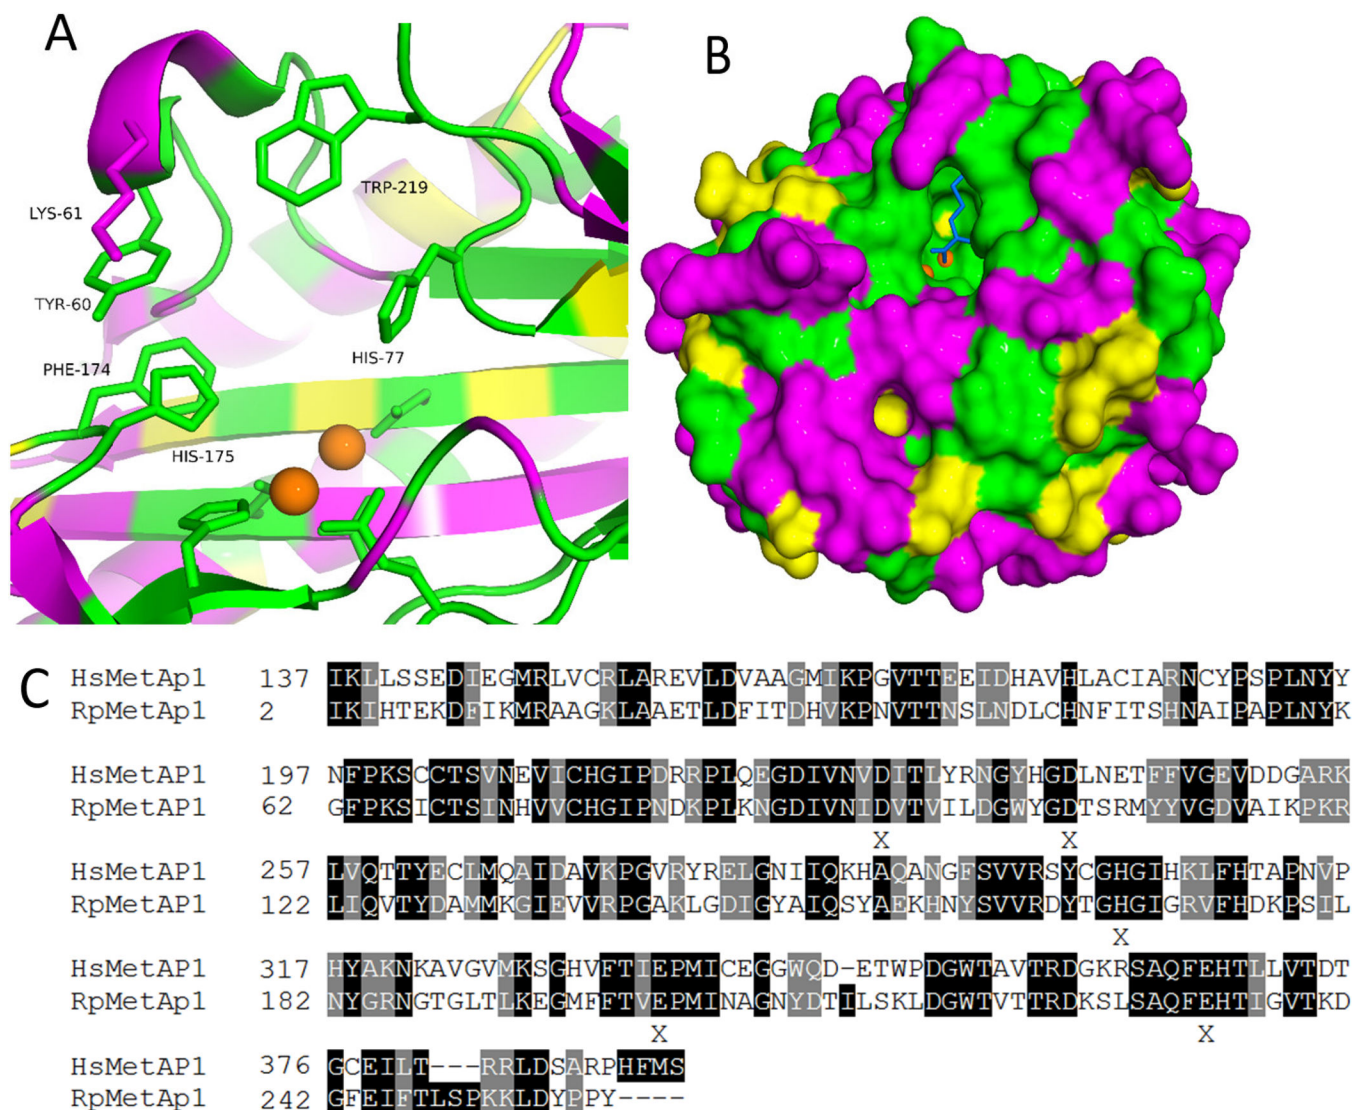 A
B
LYS-61
TRP-219
TYR-60
HIS-77
PHE-174
HIS-175
C
HsMetAp1 137 IKLLSSEDIEGMRLVCRLAREVLDVAAGMIKPGVTTEEIDHAVHLACIARNCYPSPLNYY
RpMetAp1 2 IKIHTEKDFIKMRAAGKLAAETLDFITDHVKPNVTTNSLNDLCHNFITSHNAIPAPLNYK
HsMetAP1 197 NFPKSCCTSVNEVICHGIPDRRPLQEGDIVNVDITLYRNGYHGDLNETFFVGEVDDGARK
RpMetAP1 62 GFPKSICTSINHVVCHGIPNDKPLKNGDIVNIDVTVILDGWYGDTSRMYYVGDVAIKPKR
X X
HsMetAP1 257 LVQTTYECLMQAIDAVKPGVRYRELGNIIQKHAQANGFSVVRSYCGHGIHKLFHTAPNVP
RpMetAP1 122 LIQVTYDAMMKGIEVVRPGAKLGDIGYAIQSYAEKHNYSVVRDYTGHGIGRVFHDKPSIL
X
HsMetAP1 317 HYAKNKAVGVMKSGHVFTIEPMICEGGWQD-ETWPDGWTAVTRDGKRSAQFEHTLLVTDT
RpMetAP1 182 NYGRNGTGLTLKEGMFFTVEPMINAGNYDTILSKLDGWTVTTRDKSLSAQFEHTIGVTKD
X X
HsMetAP1 376 GCEILT---RRLDSARPHFMS
RpMetAP1 242 GFEIFTLSPKKLDYPPY----